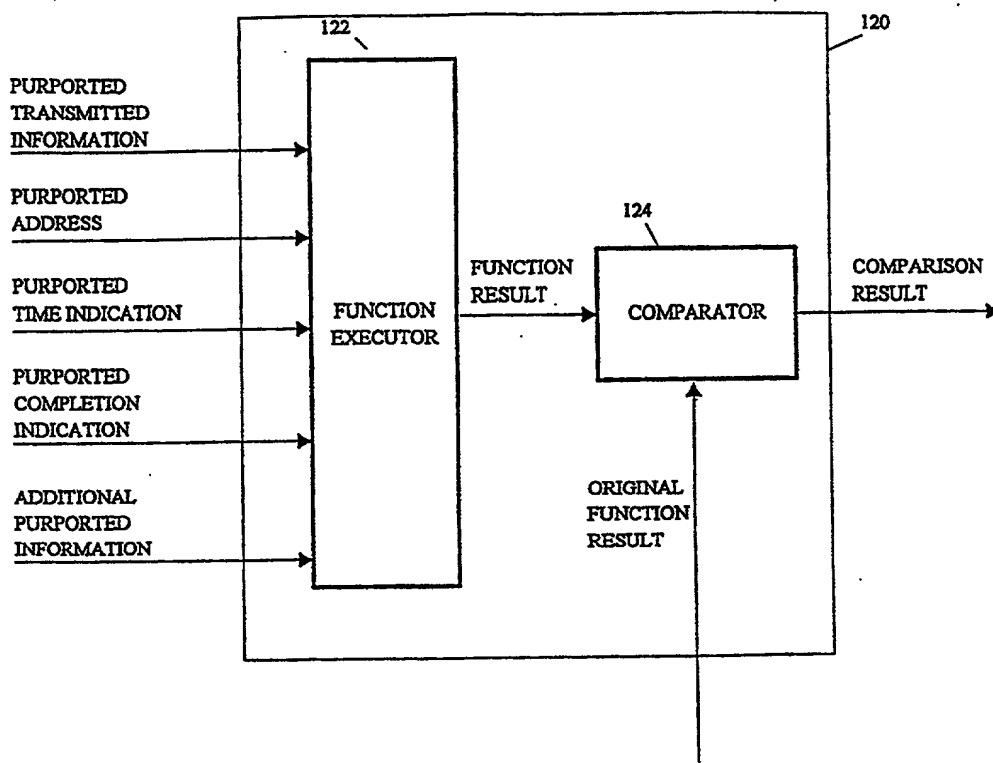 122
120
PURPORTED
TRANSMITTED
INFORMATION
PURPORTED
ADDRESS
PURPORTED
TIME INDICATION
PURPORTED
COMPLETION
INDICATION
ADDITIONAL
PURPORTED
INFORMATION
FUNCTION
EXECUTOR
FUNCTION
RESULT
124
COMPARATOR
COMPARISON
RESULT
ORIGINAL
FUNCTION
RESULT